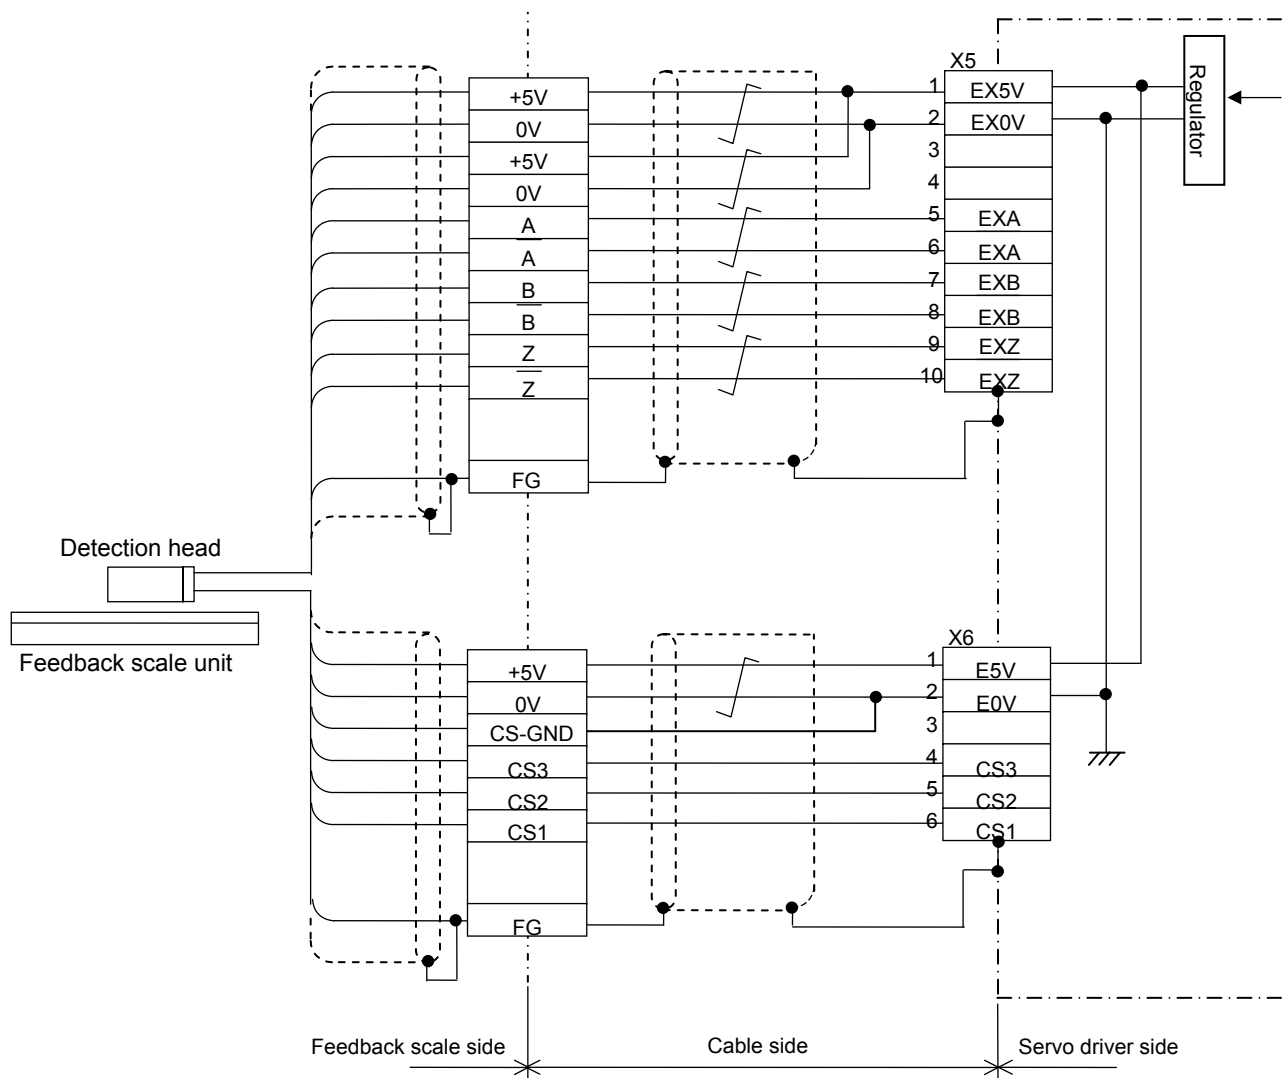 X5
+5V 1 EX5V
0V 2 EX0V
+5V 3
0V 4
A 5 EXA
A̅ 6 EXA
B 7 EXB
B̅ 8 EXB
Z 9 EXZ
Z̅ 10 EXZ
FG
Regulator
Detection head
Feedback scale unit
X6
+5V 1 E5V
0V 2 E0V
CS-GND 3
CS3 4 CS3
CS2 5 CS2
CS1 6 CS1
FG
Feedback scale side
Cable side
Servo driver side